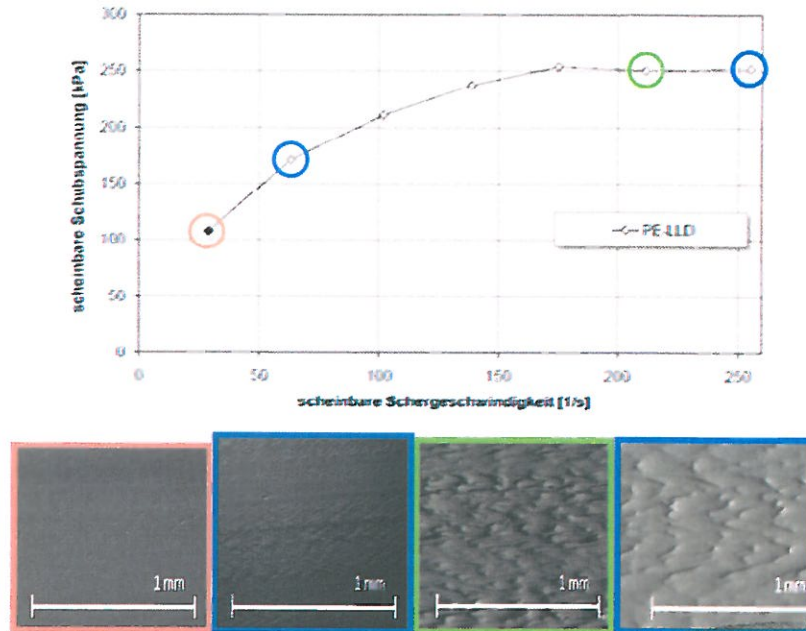 300
250
200
150
100
50
0
scheinbare Schubspannung [kPa]
PE-LLD
0 50 100 150 200 250
scheinbare Schergeschwindigkeit [1/s]
1mm 1mm 1mm 1mm